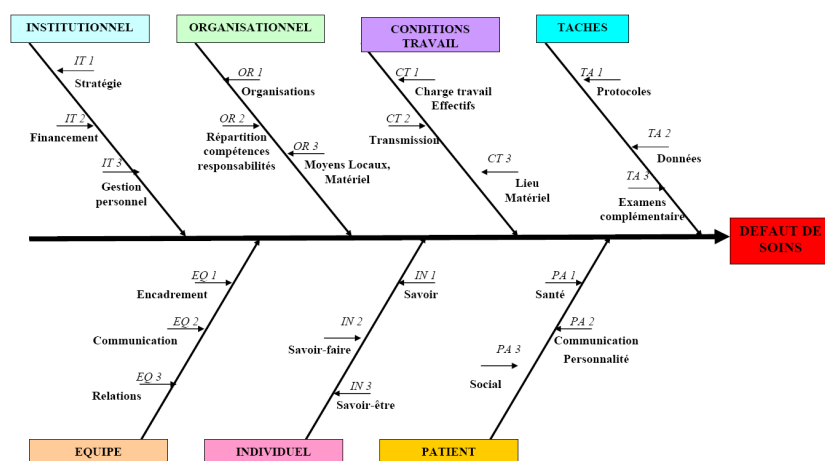 INSTITUTIONNEL
ORGANISATIONNEL
CONDITIONS
TRAVAIL
TACHES
IT 1
Stratégie
IT 2
Financement
IT 3
Gestion
personnel
OR 1
Organisations
OR 2
Répartition
compétences
responsabilités
OR 3
Moyens Locaux,
Matériel
CT 1
Charge travail
Effectifs
CT 2
Transmission
CT 3
Lieu
Matériel
TA 1
Protocoles
TA 2
Données
TA 3
Examens
complémentaire
DEFAUT DE
SOINS
EQ 1
Encadrement
EQ 2
Communication
EQ 3
Relations
IN 1
Savoir
IN 2
Savoir-faire
IN 3
Savoir-être
PA 1
Santé
PA 2
Communication
Personnalité
PA 3
Social
EQUIPE
INDIVIDUEL
PATIENT